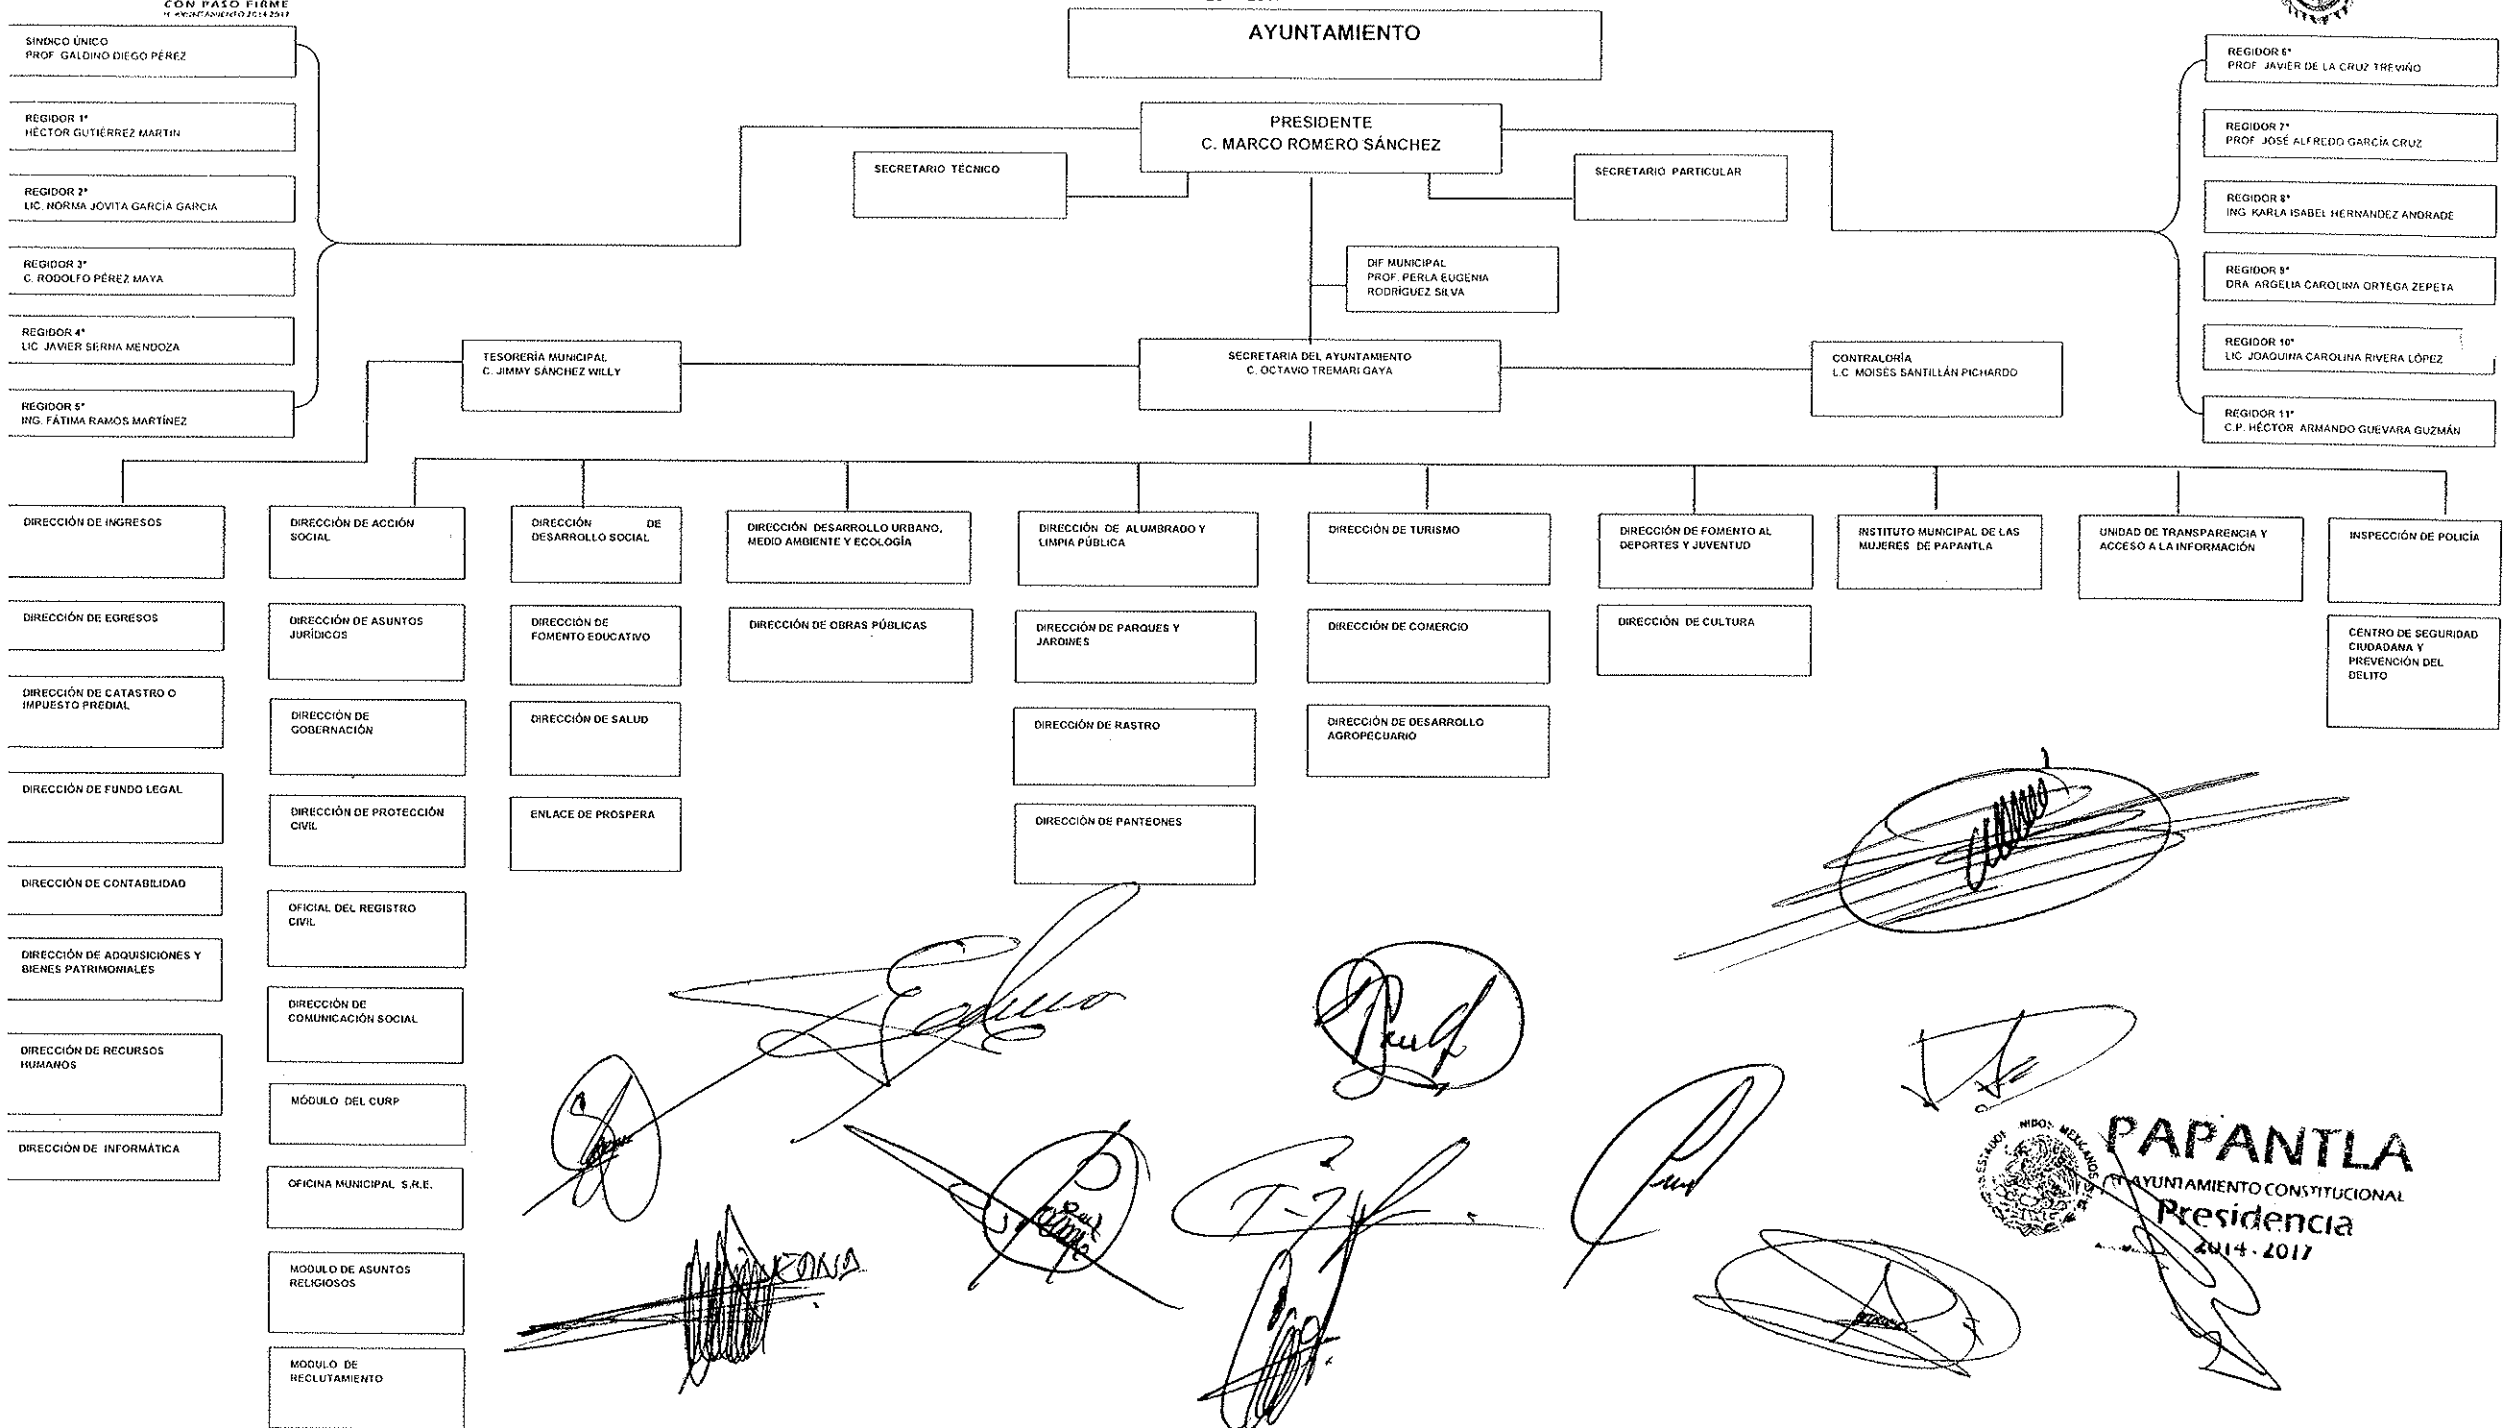 CON PASO FIRME
H. AYUNTAMIENTO 2014 2017
AYUNTAMIENTO
SINDICO ÚNICO
PROF GALDINO DIEGO PÉREZ
REGIDOR 1°
HÉCTOR GUTIÉRREZ MARTIN
REGIDOR 2°
LIC. NORMA JOVITA GARCÍA GARCIA
REGIDOR 3°
C. RODOLFO PÉREZ MAYA
REGIDOR 4°
LIC JAVIER SERNA MENDOZA
REGIDOR 5°
ING. FÁTIMA RAMOS MARTÍNEZ
PRESIDENTE
C. MARCO ROMERO SÁNCHEZ
SECRETARIO TÉCNICO
SECRETARIO PARTICULAR
DIF MUNICIPAL
PROF. PERLA EUGENIA
RODRÍGUEZ SILVA
REGIDOR 6°
PROF JAVIER DE LA CRUZ TREVIÑO
REGIDOR 7°
PROF JOSÉ ALFREDO GARCÍA CRUZ
REGIDOR 8°
ING KARLA ISABEL HERNANDEZ ANDRADE
REGIDOR 9°
DRA ARGELIA CAROLINA ORTEGA ZEPETA
REGIDOR 10°
LIC JOAQUINA CAROLINA RIVERA LÓPEZ
REGIDOR 11°
C.P. HÉCTOR ARMANDO GUEVARA GUZMÁN
TESORERÍA MUNICIPAL
C. JIMMY SÁNCHEZ WILLY
SECRETARIA DEL AYUNTAMIENTO
C. OCTAVIO TREMARI GAYA
CONTRALORÍA
L.C MOISÉS SANTILLÁN PICHARDO
DIRECCIÓN DE INGRESOS
DIRECCIÓN DE EGRESOS
DIRECCIÓN DE CATASTRO O
IMPUESTO PREDIAL
DIRECCIÓN DE FUNDO LEGAL
DIRECCIÓN DE CONTABILIDAD
DIRECCIÓN DE ADQUISICIONES Y
BIENES PATRIMONIALES
DIRECCIÓN DE RECURSOS
HUMANOS
DIRECCIÓN DE INFORMÁTICA
DIRECCIÓN DE ACCIÓN
SOCIAL
DIRECCIÓN DE ASUNTOS
JURÍDICOS
DIRECCIÓN DE
GOBERNACIÓN
DIRECCIÓN DE PROTECCIÓN
CIVIL
OFICIAL DEL REGISTRO
CIVIL
DIRECCIÓN DE
COMUNICACIÓN SOCIAL
MÓDULO DEL CURP
OFICINA MUNICIPAL S.R.E.
MODULO DE ASUNTOS
RELIGIOSOS
MODULO DE
RECLUTAMIENTO
DIRECCIÓN DE
DESARROLLO SOCIAL
DIRECCIÓN DE
FOMENTO EDUCATIVO
DIRECCIÓN DE SALUD
ENLACE DE PROSPERA
DIRECCIÓN DESARROLLO URBANO,
MEDIO AMBIENTE Y ECOLOGÍA
DIRECCIÓN DE OBRAS PÚBLICAS
DIRECCIÓN DE ALUMBRADO Y
LIMPIA PÚBLICA
DIRECCIÓN DE PARQUES Y
JARDINES
DIRECCIÓN DE RASTRO
DIRECCIÓN DE PANTEONES
DIRECCIÓN DE TURISMO
DIRECCIÓN DE COMERCIO
DIRECCIÓN DE DESARROLLO
AGROPECUARIO
DIRECCIÓN DE FOMENTO AL
DEPORTES Y JUVENTUD
DIRECCIÓN DE CULTURA
INSTITUTO MUNICIPAL DE LAS
MUJERES DE PAPANTLA
UNIDAD DE TRANSPARENCIA Y
ACCESO A LA INFORMACIÓN
INSPECCIÓN DE POLICÍA
CENTRO DE SEGURIDAD
CIUDADANA Y
PREVENCIÓN DEL
DELITO
PAPANTLA
AYUNTAMIENTO CONSTITUCIONAL
Presidencia
2014 - 2017